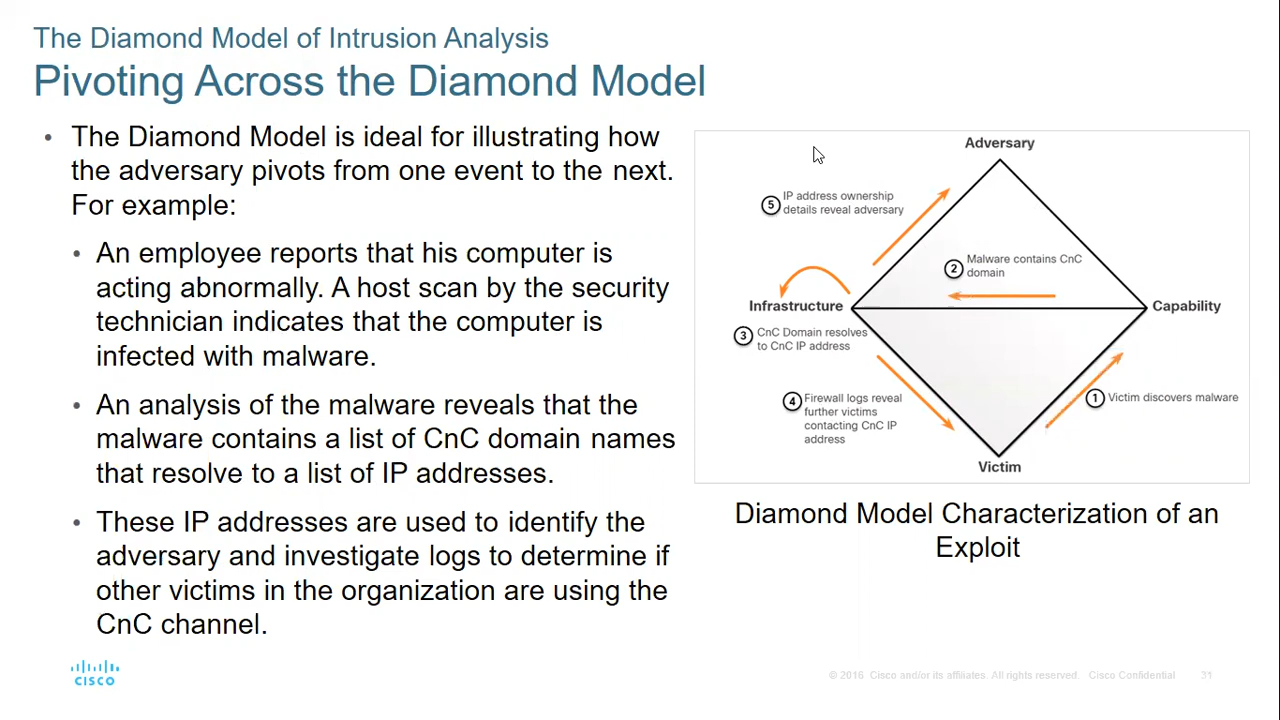 The Diamond Model of Intrusion Analysis
Pivoting Across the Diamond Model
• The Diamond Model is ideal for illustrating how
the adversary pivots from one event to the next.
For example:
• An employee reports that his computer is
acting abnormally. A host scan by the security
technician indicates that the computer is
infected with malware.
• An analysis of the malware reveals that the
malware contains a list of CnC domain names
that resolve to a list of IP addresses.
• These IP addresses are used to identify the
adversary and investigate logs to determine if
other victims in the organization are using the
CnC channel.
Adversary
5 IP address ownership
details reveal adversary
2 Malware contains CnC
domain
Infrastructure
Capability
3 CnC Domain resolves
to CnC IP address
4 Firewall logs reveal
further victims
contacting CnC IP
address
1 Victim discovers malware
Victim
Diamond Model Characterization of an
Exploit
CISCO
© 2016 Cisco and/or its affiliates. All rights reserved. Cisco Confidential 31